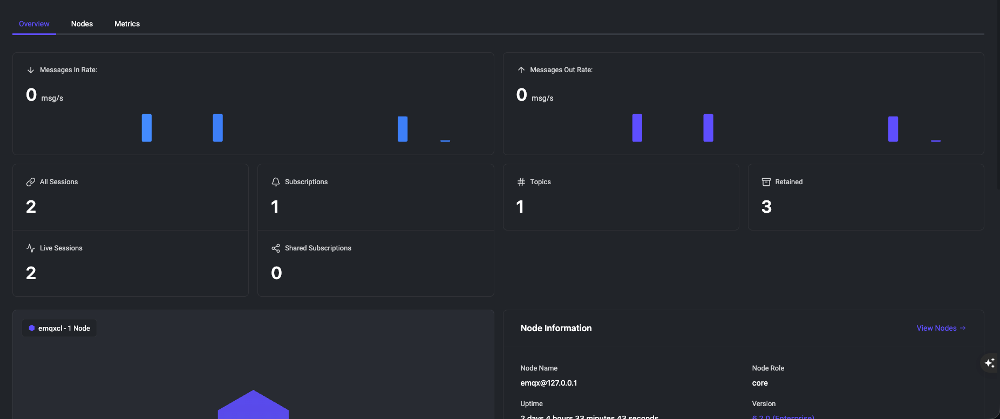 Overview
Nodes
Metrics
Messages In Rate:
0 msg/s
Messages Out Rate:
0 msg/s
All Sessions
2
Subscriptions
1
Topics
1
Retained
3
Live Sessions
2
Shared Subscriptions
0
emqxcl - 1 Node
Node Information
View Nodes
Node Name
emqx@127.0.0.1
Node Role
core
Uptime
2 days 4 hours 33 minutes 43 seconds
Version
6.2.0 (Enterprise)